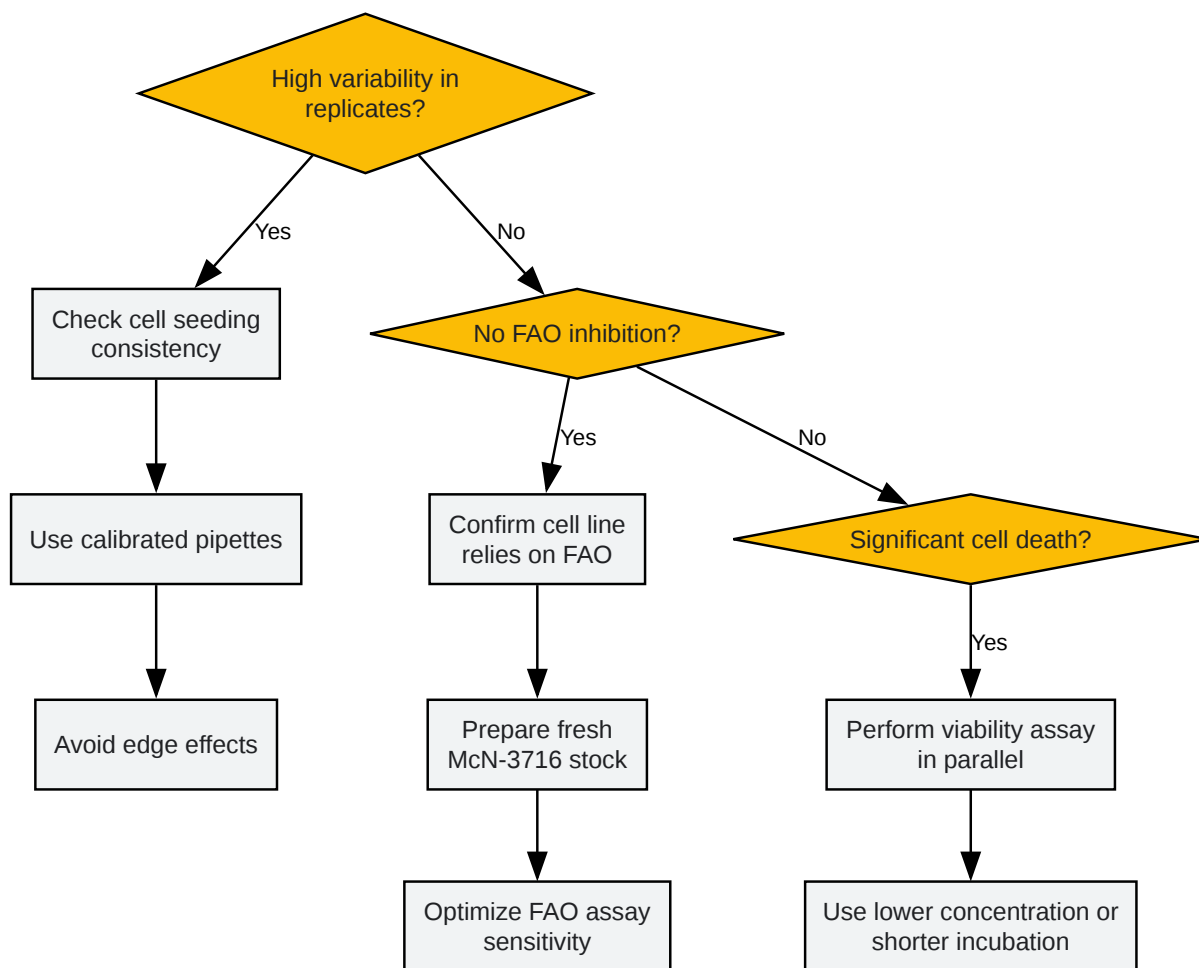 High variability in
replicates?
Yes
No
Check cell seeding
consistency
No FAO inhibition?
Yes
No
Use calibrated pipettes
Confirm cell line
relies on FAO
Significant cell death?
Yes
Avoid edge effects
Prepare fresh
McN-3716 stock
Perform viability assay
in parallel
Optimize FAO assay
sensitivity
Use lower concentration or
shorter incubation